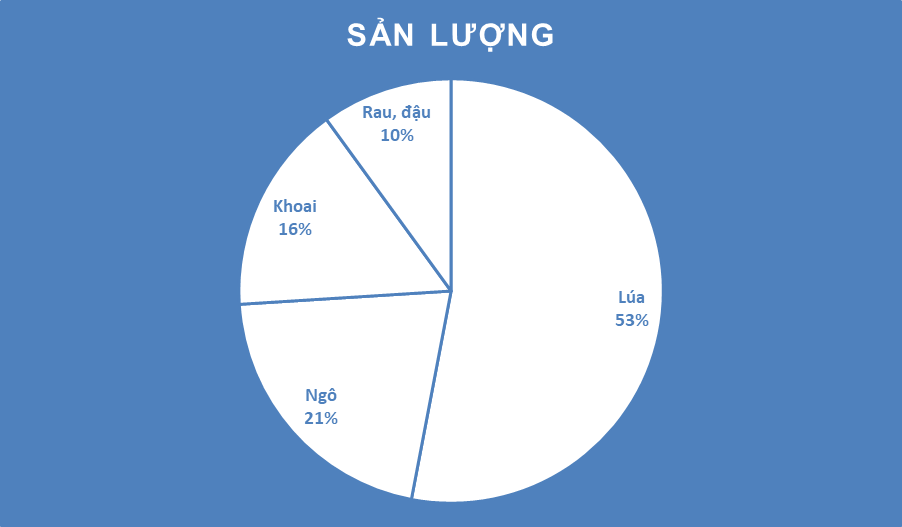 SẢN LƯỢNG
Rau, đậu
10%
Khoai
16%
Lúa
53%
Ngô
21%